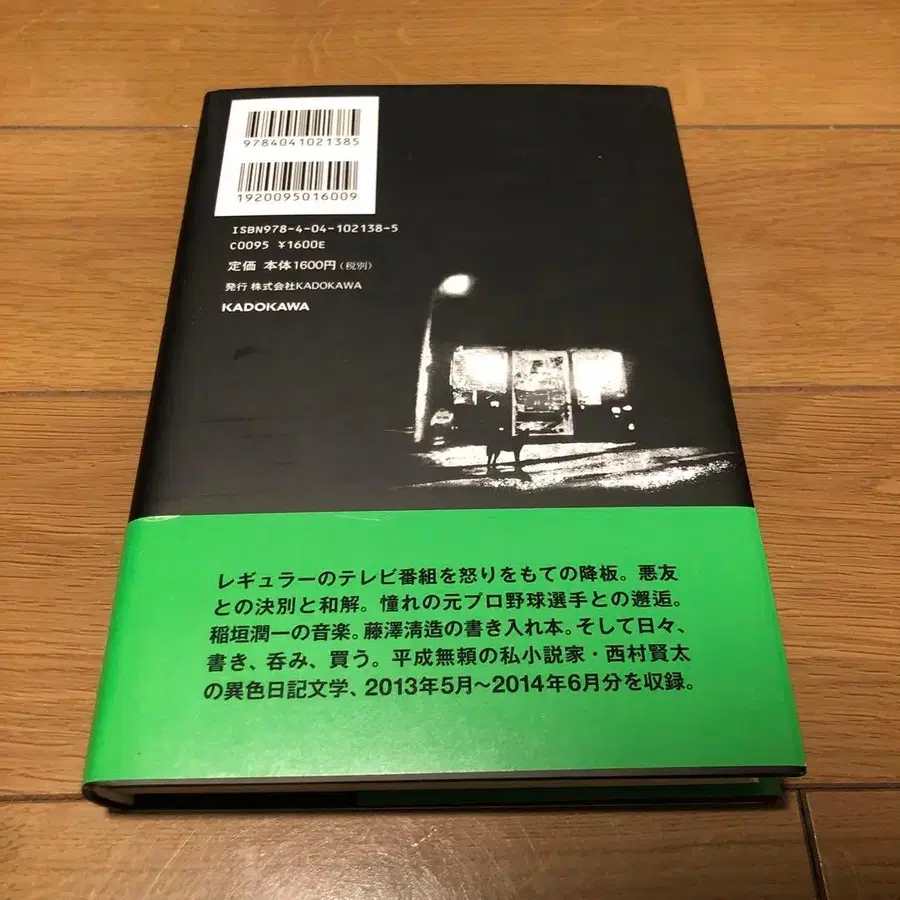 9784041021385
1920095016009
ISBN978-4-04-102138-5
C0095 ¥1600E
定価 本体1600円(税別)
発行 株式会社KADOKAWA
KADOKAWA
レギュラーのテレビ番組を怒りをもての降板。悪友
との決別と和解。憧れの元プロ野球選手との邂逅。
稲垣潤一の音楽。藤澤清造の書き入れ本。そして日々、
書き、呑み、買う。平成無頼の私小説家・西村賢太
の異色日記文学、2013年5月〜2014年6月分を収録。